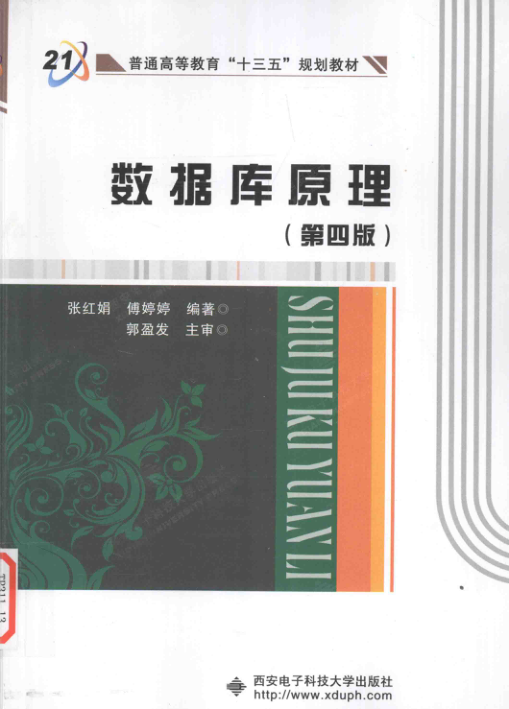 21 普通高等教育“十三五”规划教材
数据库原理
（第四版）
张红娟 傅婷婷 编著◎
郭盈发 主审◎
SHUJUKUYUANLI
TP311.13
西安电子科技大学出版社
http://www.xduph.com